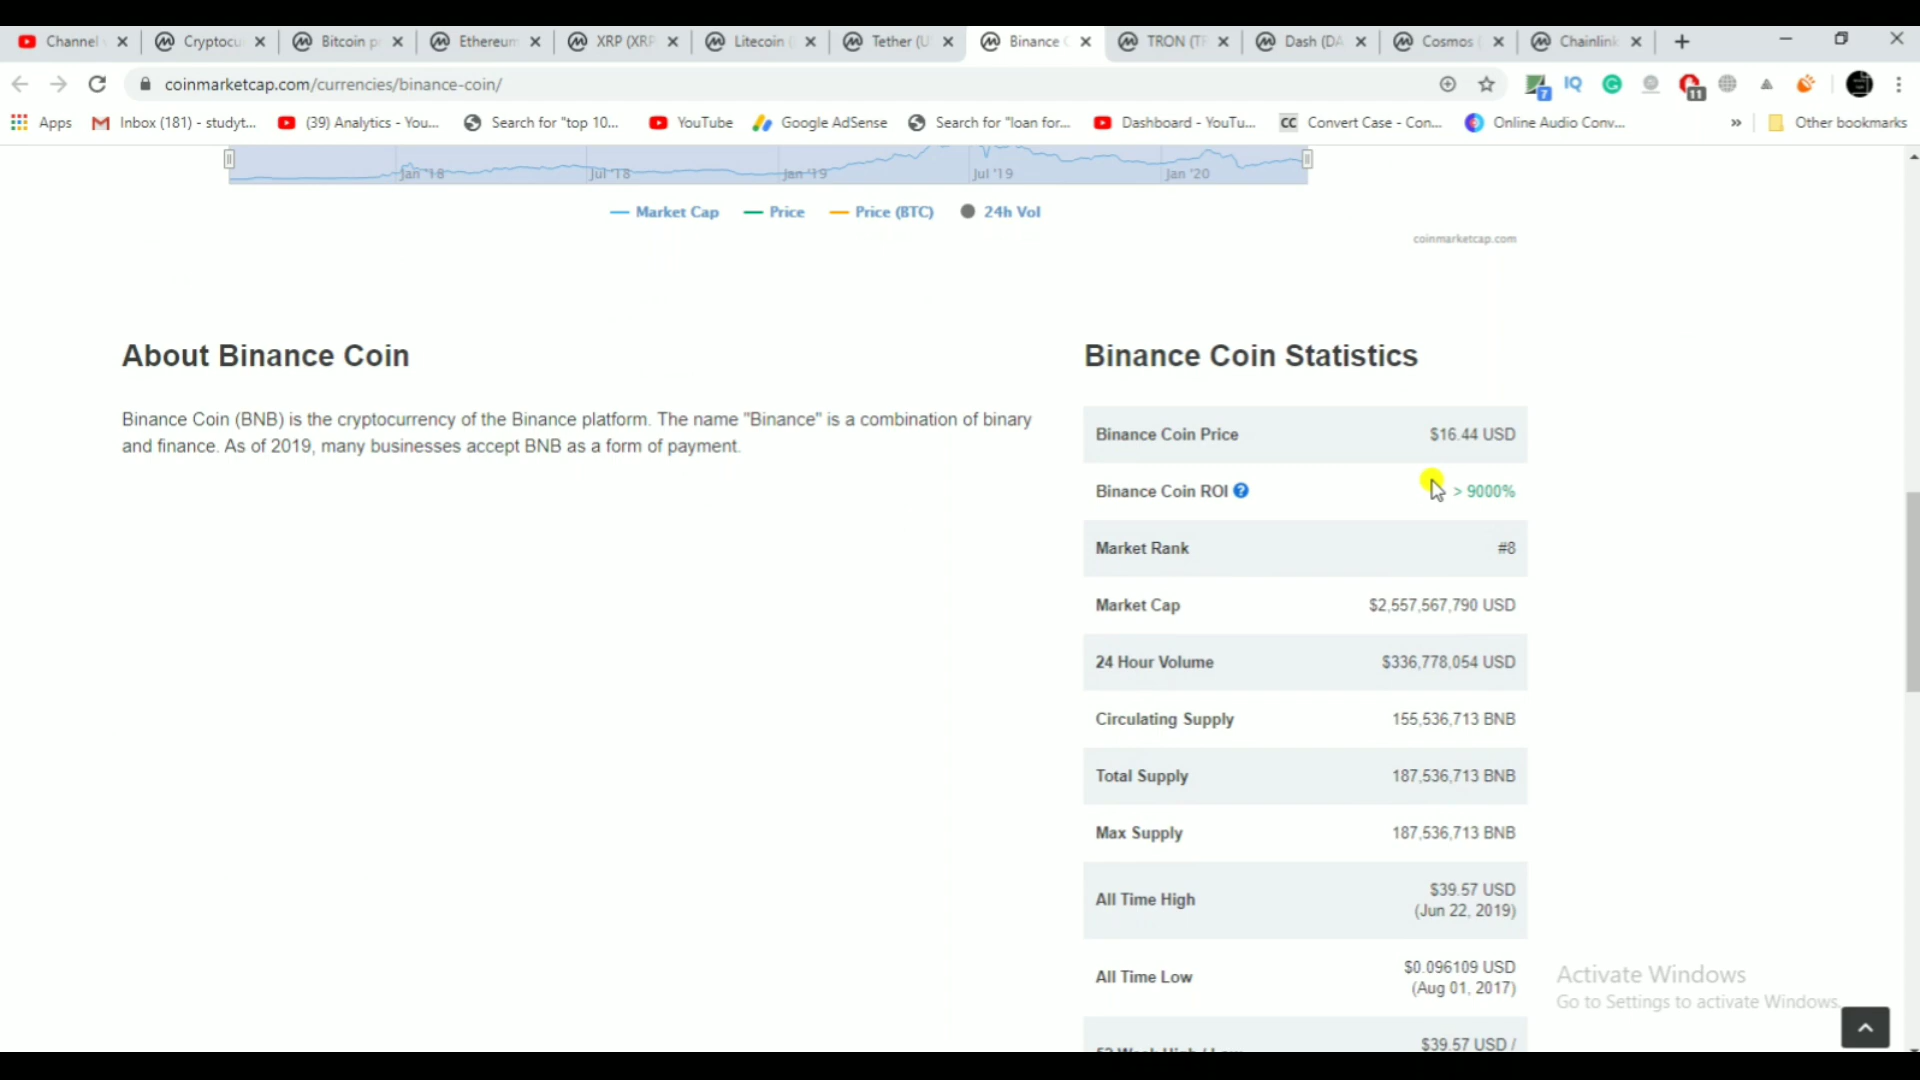 Channel
Cryptocu
Bitcoin p
Ethereum
XRP (XRP
Litecoin (
Tether (U
Binance C
TRON (TR
Dash (DA
Cosmos (
Chainlink
coinmarketcap.com/currencies/binance-coin/
7
IQ
11
Apps
Inbox (181) - studyt...
(39) Analytics - You...
Search for "top 10...
YouTube
Google AdSense
Search for "loan for...
Dashboard - YouTu...
CC
Convert Case - Con...
Online Audio Conv...
»
Other bookmarks
Jan '18
Jul '18
Jan '19
Jul '19
Jan '20
Market Cap
Price
Price (BTC)
24h Vol
coinmarketcap.com
About Binance Coin
Binance Coin (BNB) is the cryptocurrency of the Binance platform. The name "Binance" is a combination of binary
and finance. As of 2019, many businesses accept BNB as a form of payment.
Binance Coin Statistics
Binance Coin Price $16.44 USD
Binance Coin ROI ? > 9000%
Market Rank #8
Market Cap $2,557,567,790 USD
24 Hour Volume $336,778,054 USD
Circulating Supply 155,536,713 BNB
Total Supply 187,536,713 BNB
Max Supply 187,536,713 BNB
All Time High $39.57 USD
(Jun 22, 2019)
All Time Low $0.096109 USD
(Aug 01, 2017)
$39.57 USD /
Activate Windows
Go to Settings to activate Windows.